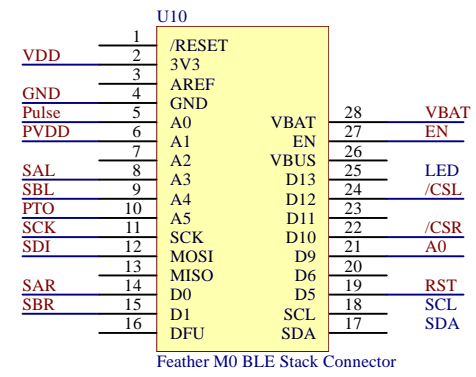 U10
1 /RESET
VDD 2 3V3
3 AREF
GND 4 GND
Pulse 5 A0 VBAT 28 VBAT
PVDD 6 A1 EN 27 EN
7 A2 VBUS 26
SAL 8 A3 D13 25 LED
SBL 9 A4 D12 24 /CSL
PTO 10 A5 D11 23
SCK 11 SCK D10 22 /CSR
SDI 12 MOSI D9 21 A0
13 MISO D6 20
SAR 14 D0 D5 19 RST
SBR 15 D1 SCL 18 SCL
16 DFU SDA 17 SDA
Feather M0 BLE Stack Connector